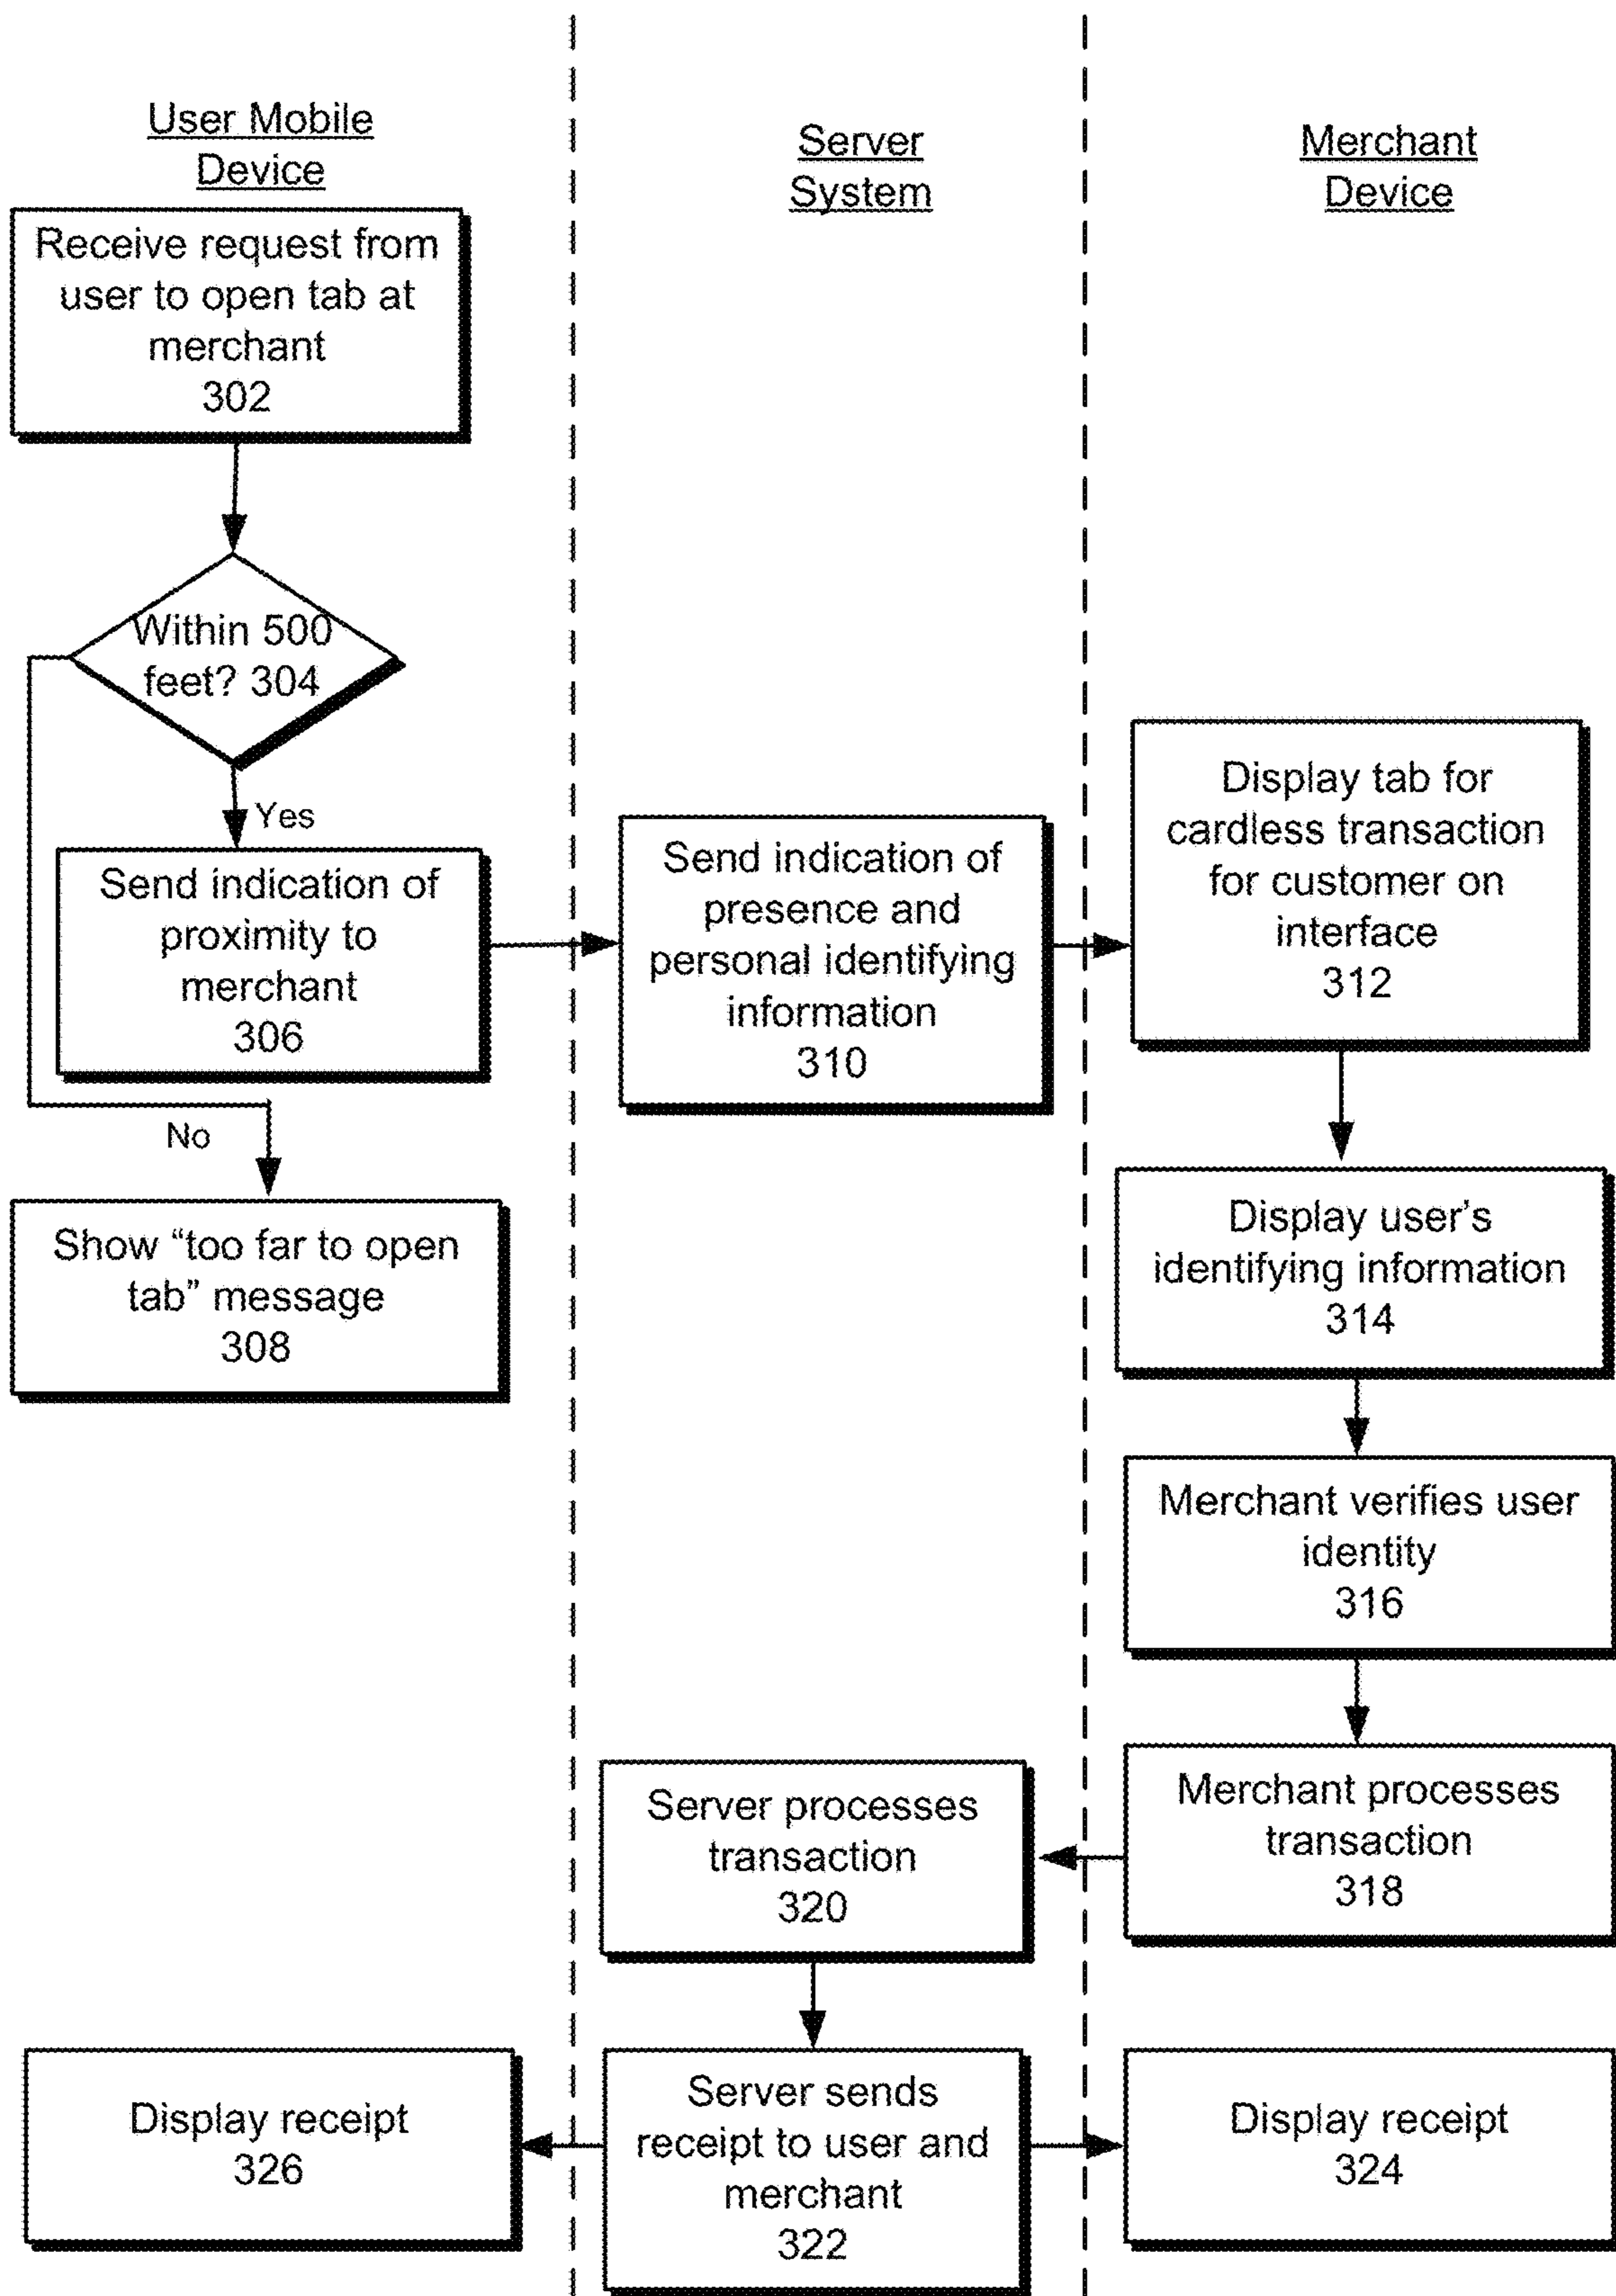 User Mobile
Device
Server
System
Merchant
Device
Receive request from
user to open tab at
merchant
302
Within 500
feet? 304
Yes
Send indication of
proximity to
merchant
306
No
Show “too far to open
tab” message
308
Send indication of
presence and
personal identifying
information
310
Display tab for
cardless transaction
for customer on
interface
312
Display user’s
identifying information
314
Merchant verifies user
identity
316
Merchant processes
transaction
318
Server processes
transaction
320
Server sends
receipt to user and
merchant
322
Display receipt
326
Display receipt
324